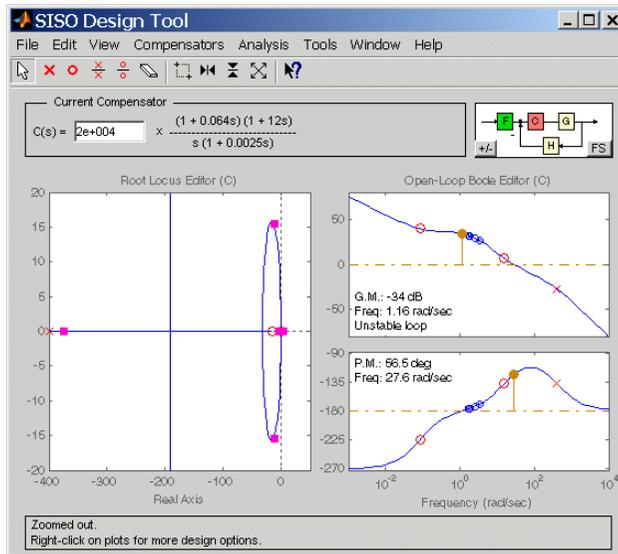 SISO Design Tool
File Edit View Compensators Analysis Tools Window Help
Current Compensator
C(s) = 2e+004 x (1 + 0.064s) (1 + 12s)
s (1 + 0.0025s)
F C G
H
+/- FS
Root Locus Editor (C)
20
15
10
5
0
-5
-10
-15
-20
-400 -300 -200 -100 0
Real Axis
Open-Loop Bode Editor (C)
50
0
-50
G.M.: -34 dB
Freq: 1.16 rad/sec
Unstable loop
-90
-135
-180
-225
-270
P.M.: 56.5 deg
Freq: 27.6 rad/sec
10^-2 10^0 10^2 10^4
Frequency (rad/sec)
Zoomed out.
Right-click on plots for more design options.